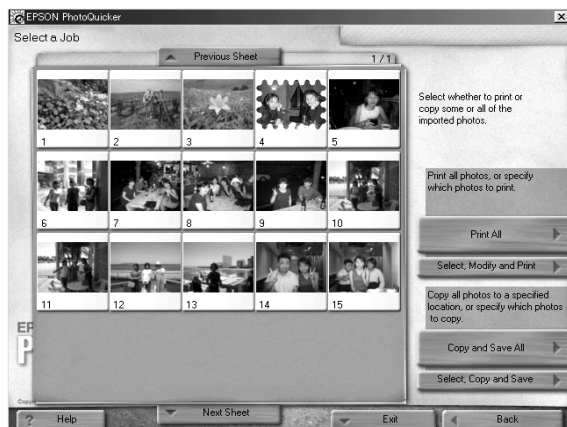 EPSON PhotoQuicker
Select a Job
Previous Sheet
1/1
1
2
3
4
5
6
7
8
9
10
11
12
13
14
15
Select whether to print or
copy some or all of the
imported photos.
Print all photos, or specify
which photos to print.
Print All
Select, Modify and Print
Copy all photos to a specified
location, or specify which photos
to copy.
Copy and Save All
Select, Copy and Save
EP
P
Copyr
? Help
Next Sheet
Exit
Back